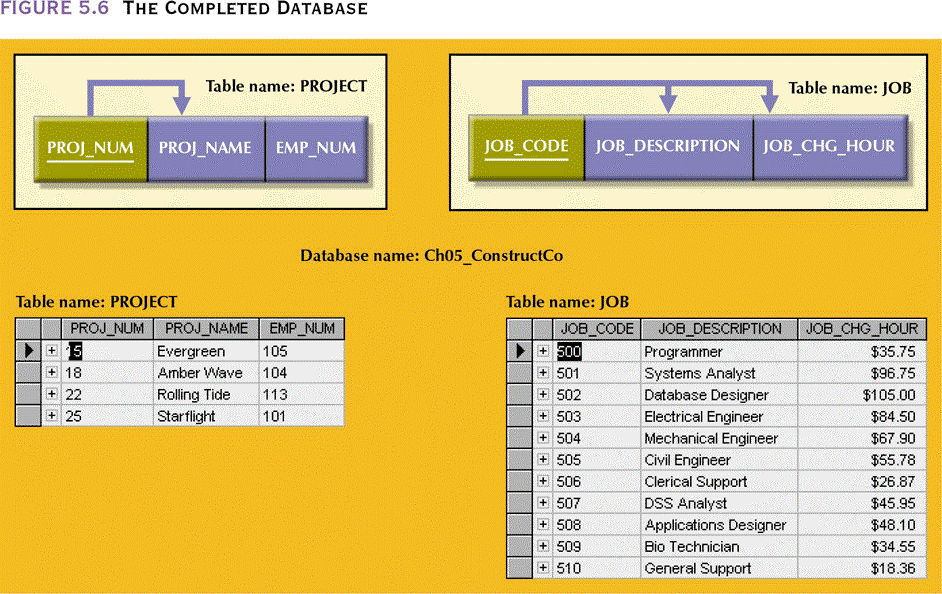 FIGURE 5.6 THE COMPLETED DATABASE
Table name: PROJECT
PROJ_NUM PROJ_NAME EMP_NUM
Table name: JOB
JOB_CODE JOB_DESCRIPTION JOB_CHG_HOUR
Database name: Ch05_ConstructCo
Table name: PROJECT
PROJ_NUM PROJ_NAME EMP_NUM
15 Evergreen 105
18 Amber Wave 104
22 Rolling Tide 113
25 Starflight 101
Table name: JOB
JOB_CODE JOB_DESCRIPTION JOB_CHG_HOUR
500 Programmer $35.75
501 Systems Analyst $96.75
502 Database Designer $105.00
503 Electrical Engineer $84.50
504 Mechanical Engineer $67.90
505 Civil Engineer $55.78
506 Clerical Support $26.87
507 DSS Analyst $45.95
508 Applications Designer $48.10
509 Bio Technician $34.55
510 General Support $18.36